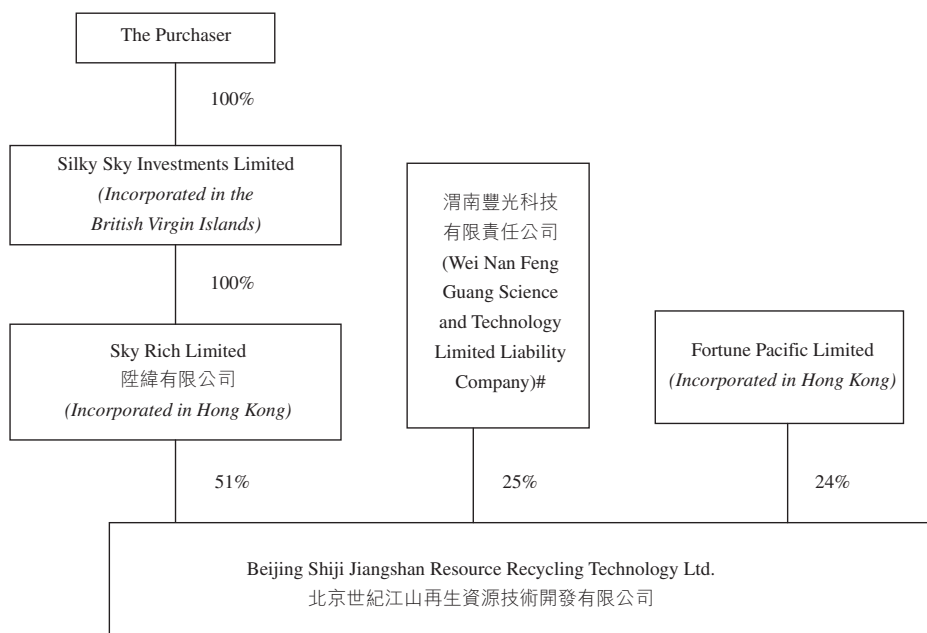 The Purchaser
100%
Silky Sky Investments Limited
(Incorporated in the
British Virgin Islands)
100%
Sky Rich Limited
陞緯有限公司
(Incorporated in Hong Kong)
51%
渭南豐光科技
有限責任公司
(Wei Nan Feng
Guang Science
and Technology
Limited Liability
Company)#
25%
Fortune Pacific Limited
(Incorporated in Hong Kong)
24%
Beijing Shiji Jiangshan Resource Recycling Technology Ltd.
北京世紀江山再生資源技術開發有限公司